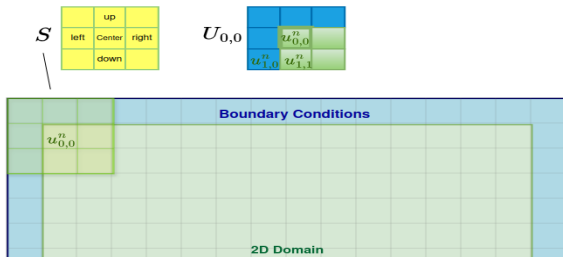 up
S left Center right
down
U₀,₀
uⁿ₀,₀
uⁿ₁,₀ uⁿ₁,₁
Boundary Conditions
uⁿ₀,₀
2D Domain